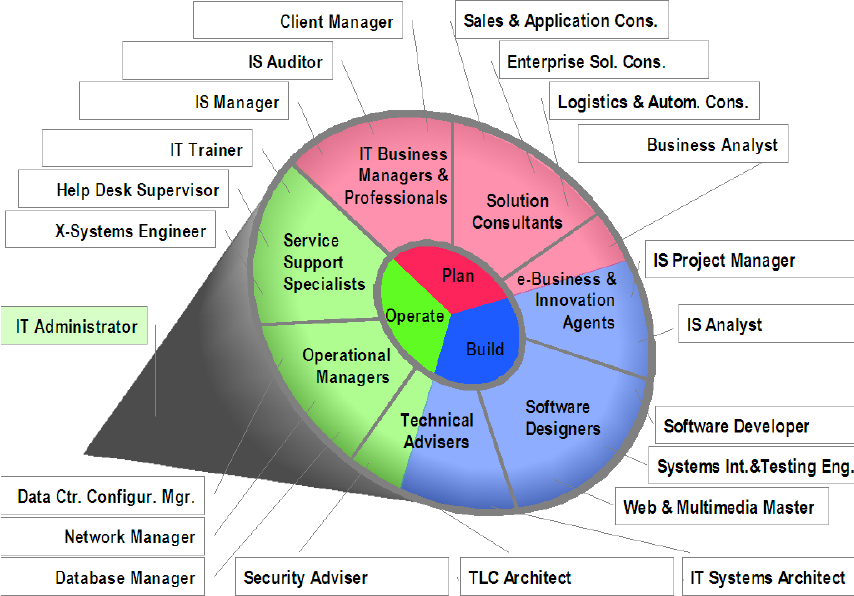 Client Manager
Sales & Application Cons.
IS Auditor
Enterprise Sol. Cons.
IS Manager
Logistics & Autom. Cons.
IT Trainer
Business Analyst
Help Desk Supervisor
X-Systems Engineer
IT Business
Managers &
Professionals
Solution
Consultants
Service
Support
Specialists
Plan
e-Business &
Innovation
Agents
IS Project Manager
Operate
IT Administrator
IS Analyst
Build
Operational
Managers
Technical
Advisers
Software
Designers
Software Developer
Systems Int.&Testing Eng.
Data Ctr. Configur. Mgr.
Web & Multimedia Master
Network Manager
Database Manager
Security Adviser
TLC Architect
IT Systems Architect